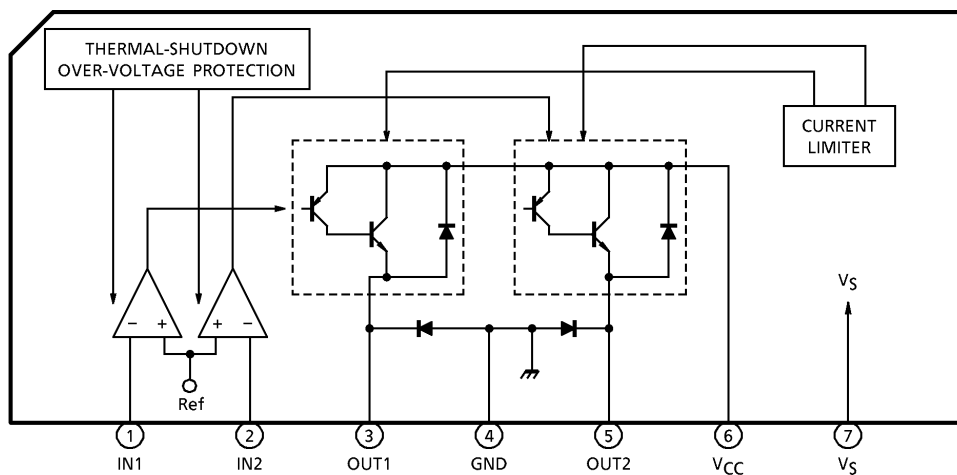 THERMAL-SHUTDOWN
OVER-VOLTAGE PROTECTION
CURRENT
LIMITER
VS
− + + −
Ref
1 2 3 4 5 6 7
IN1 IN2 OUT1 GND OUT2 VCC VS